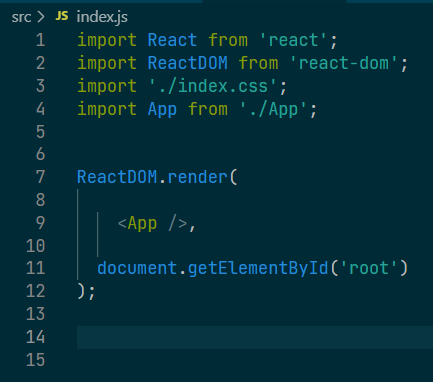 src > JS index.js
1 import React from 'react';
2 import ReactDOM from 'react-dom';
3 import './index.css';
4 import App from './App';
5
6
7 ReactDOM.render(
8
9 <App />,
10
11 document.getElementById('root')
12 );
13
14
15